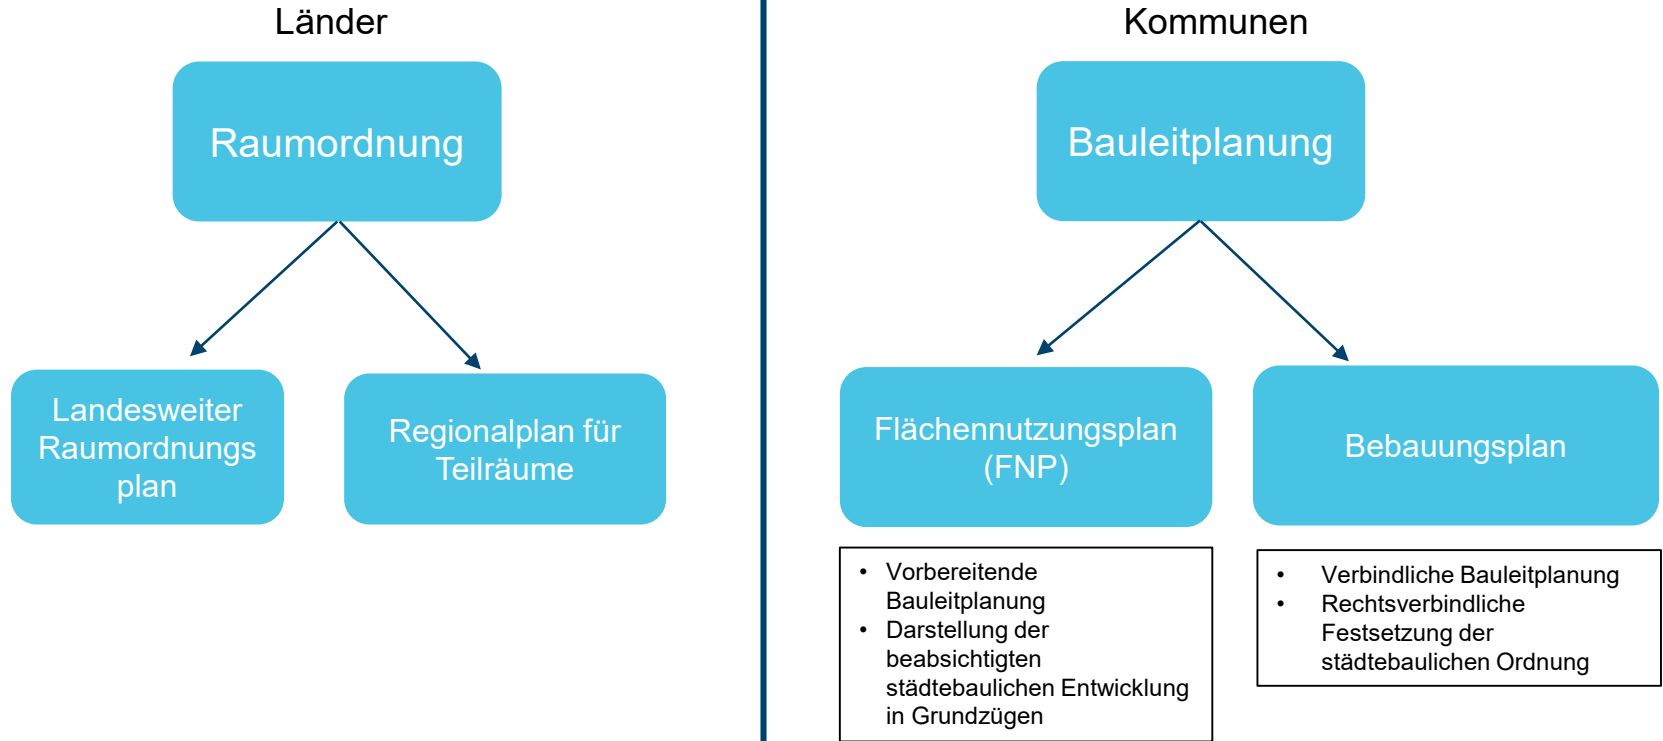 Länder
Raumordnung
Landesweiter
Raumordnungs
plan
Regionalplan für
Teilräume
Kommunen
Bauleitplanung
Flächennutzungsplan
(FNP)
Bebauungsplan
• Vorbereitende
Bauleitplanung
• Darstellung der
beabsichtigten
städtebaulichen Entwicklung
in Grundzügen
• Verbindliche Bauleitplanung
• Rechtsverbindliche
Festsetzung der
städtebaulichen Ordnung